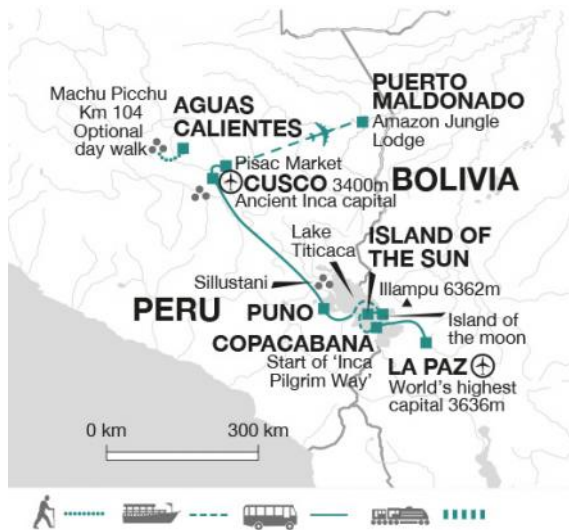 Machu Picchu
Km 104
Optional
day walk
AGUAS
CALIENTES
PUERTO
MALDONADO
Amazon Jungle
Lodge
Pisac Market
CUSCO 3400m
Ancient Inca capital
BOLIVIA
Lake
Titicaca
ISLAND OF
THE SUN
Sillustani
Illampu 6362m
PERU
PUNO
Island of
the moon
COPACABANA
Start of ‘Inca
Pilgrim Way’
LA PAZ
World’s highest
capital 3636m
0 km
300 km